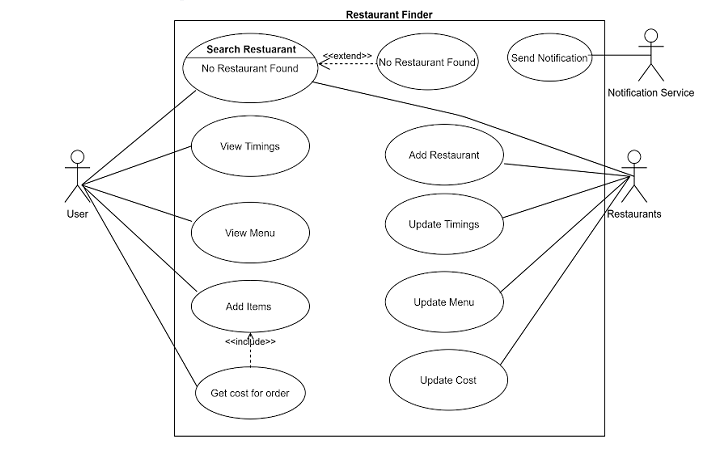 Restaurant Finder
Search Restuarant
No Restaurant Found
<<extend>>
No Restaurant Found
Send Notification
Notification Service
View Timings
Add Restaurant
User
Restaurants
View Menu
Update Timings
Add Items
Update Menu
<<include>>
Get cost for order
Update Cost